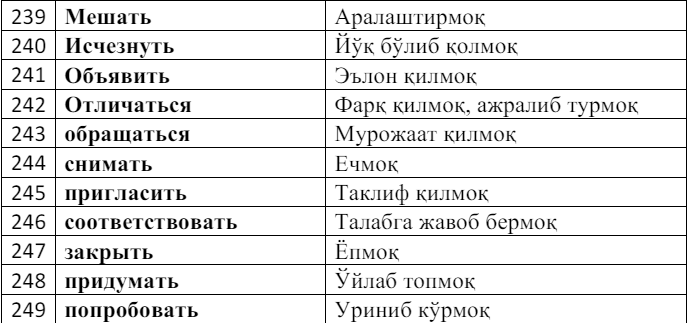 239 Мешать Аралаштирмоқ
240 Исчезнуть Йўқ бўлиб қолмоқ
241 Объявить Эълон қилмоқ
242 Отличаться Фарқ қилмоқ, ажралиб турмоқ
243 обращаться Мурожаат қилмоқ
244 снимать Ечмоқ
245 пригласить Таклиф қилмоқ
246 соответствовать Талабга жавоб бермоқ
247 закрыть Ёпмоқ
248 придумать Ўйлаб топмоқ
249 попробовать Уриниб кўрмоқ